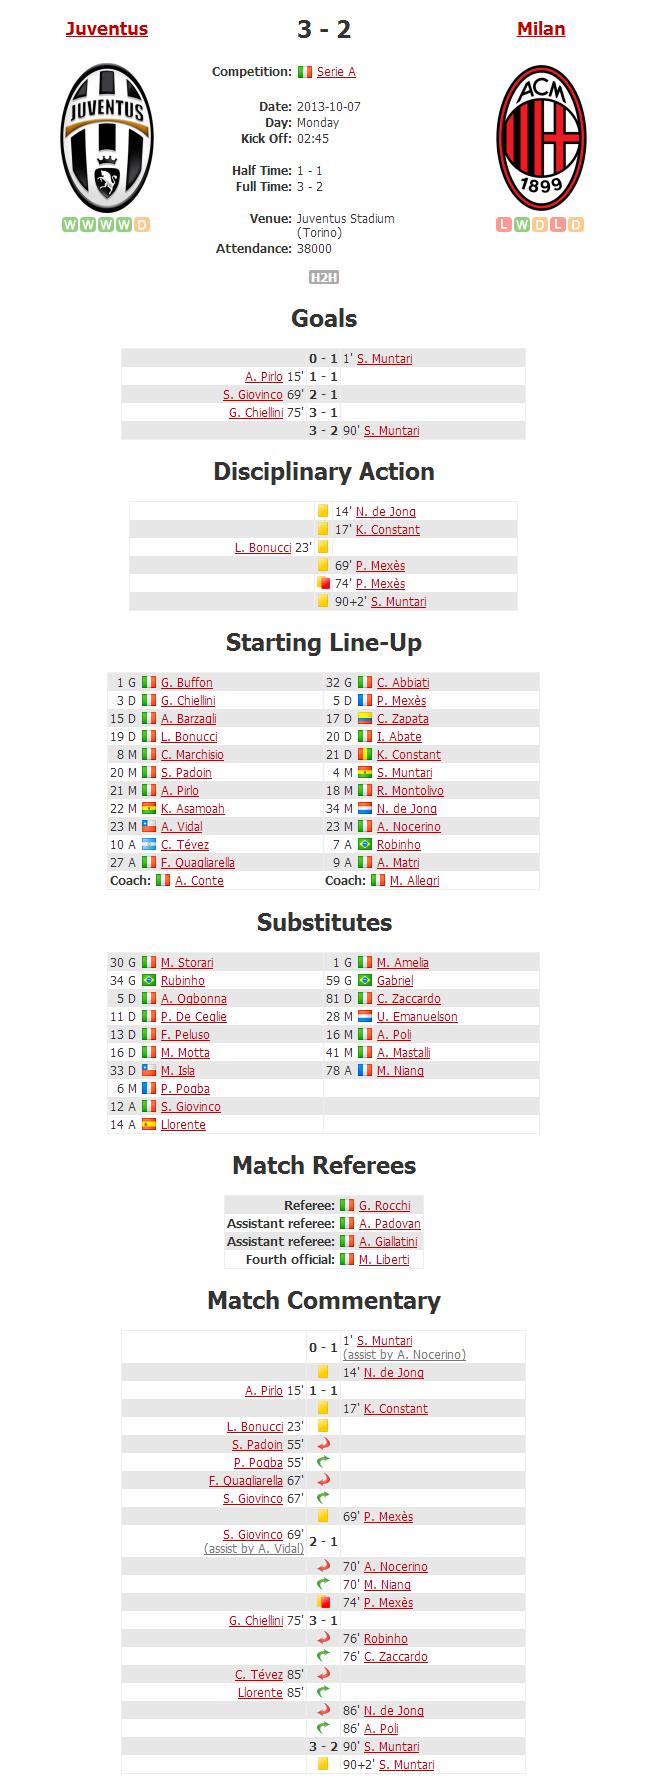 Juventus 3 - 2 Milan
Competition: Serie A
JUVENTUS
ACM
1899
Date: 2013-10-07
Day: Monday
Kick Off: 02:45
Half Time: 1 - 1
Full Time: 3 - 2
W W W W D
Venue: Juventus Stadium
(Torino)
L W D L D
Attendance: 38000
H2H
Goals
0 - 1 1' S. Muntari
A. Pirlo 15' 1 - 1
S. Giovinco 69' 2 - 1
G. Chiellini 75' 3 - 1
3 - 2 90' S. Muntari
Disciplinary Action
14' N. de Jong
17' K. Constant
L. Bonucci 23'
69' P. Mexès
74' P. Mexès
90+2' S. Muntari
Starting Line-Up
1 G G. Buffon 32 G C. Abbiati
3 D G. Chiellini 5 D P. Mexès
15 D A. Barzagli 17 D C. Zapata
19 D L. Bonucci 20 D I. Abate
8 M C. Marchisio 21 D K. Constant
20 M S. Padoin 4 M S. Muntari
21 M A. Pirlo 18 M R. Montolivo
22 M K. Asamoah 34 M N. de Jong
23 M A. Vidal 23 M A. Nocerino
10 A C. Tévez 7 A Robinho
27 A F. Quagliarella 9 A A. Matri
Coach: A. Conte Coach: M. Allegri
Substitutes
30 G M. Storari 1 G M. Amelia
34 G Rubinho 59 G Gabriel
5 D A. Ogbonna 81 D C. Zaccardo
11 D P. De Ceglie 28 M U. Emanuelson
13 D F. Peluso 16 M A. Poli
16 D M. Motta 41 M A. Mastalli
33 D M. Isla 78 A M. Niang
6 M P. Pogba
12 A S. Giovinco
14 A Llorente
Match Referees
Referee: G. Rocchi
Assistant referee: A. Padovan
Assistant referee: A. Giallatini
Fourth official: M. Liberti
Match Commentary
0 - 1 1' S. Muntari
(assist by A. Nocerino)
14' N. de Jong
A. Pirlo 15' 1 - 1
17' K. Constant
L. Bonucci 23'
S. Padoin 55'
P. Pogba 55'
F. Quagliarella 67'
S. Giovinco 67'
69' P. Mexès
S. Giovinco 69' 2 - 1
(assist by A. Vidal)
70' A. Nocerino
70' M. Niang
74' P. Mexès
G. Chiellini 75' 3 - 1
76' Robinho
76' C. Zaccardo
C. Tévez 85'
Llorente 85'
86' N. de Jong
86' A. Poli
3 - 2 90' S. Muntari
90+2' S. Muntari